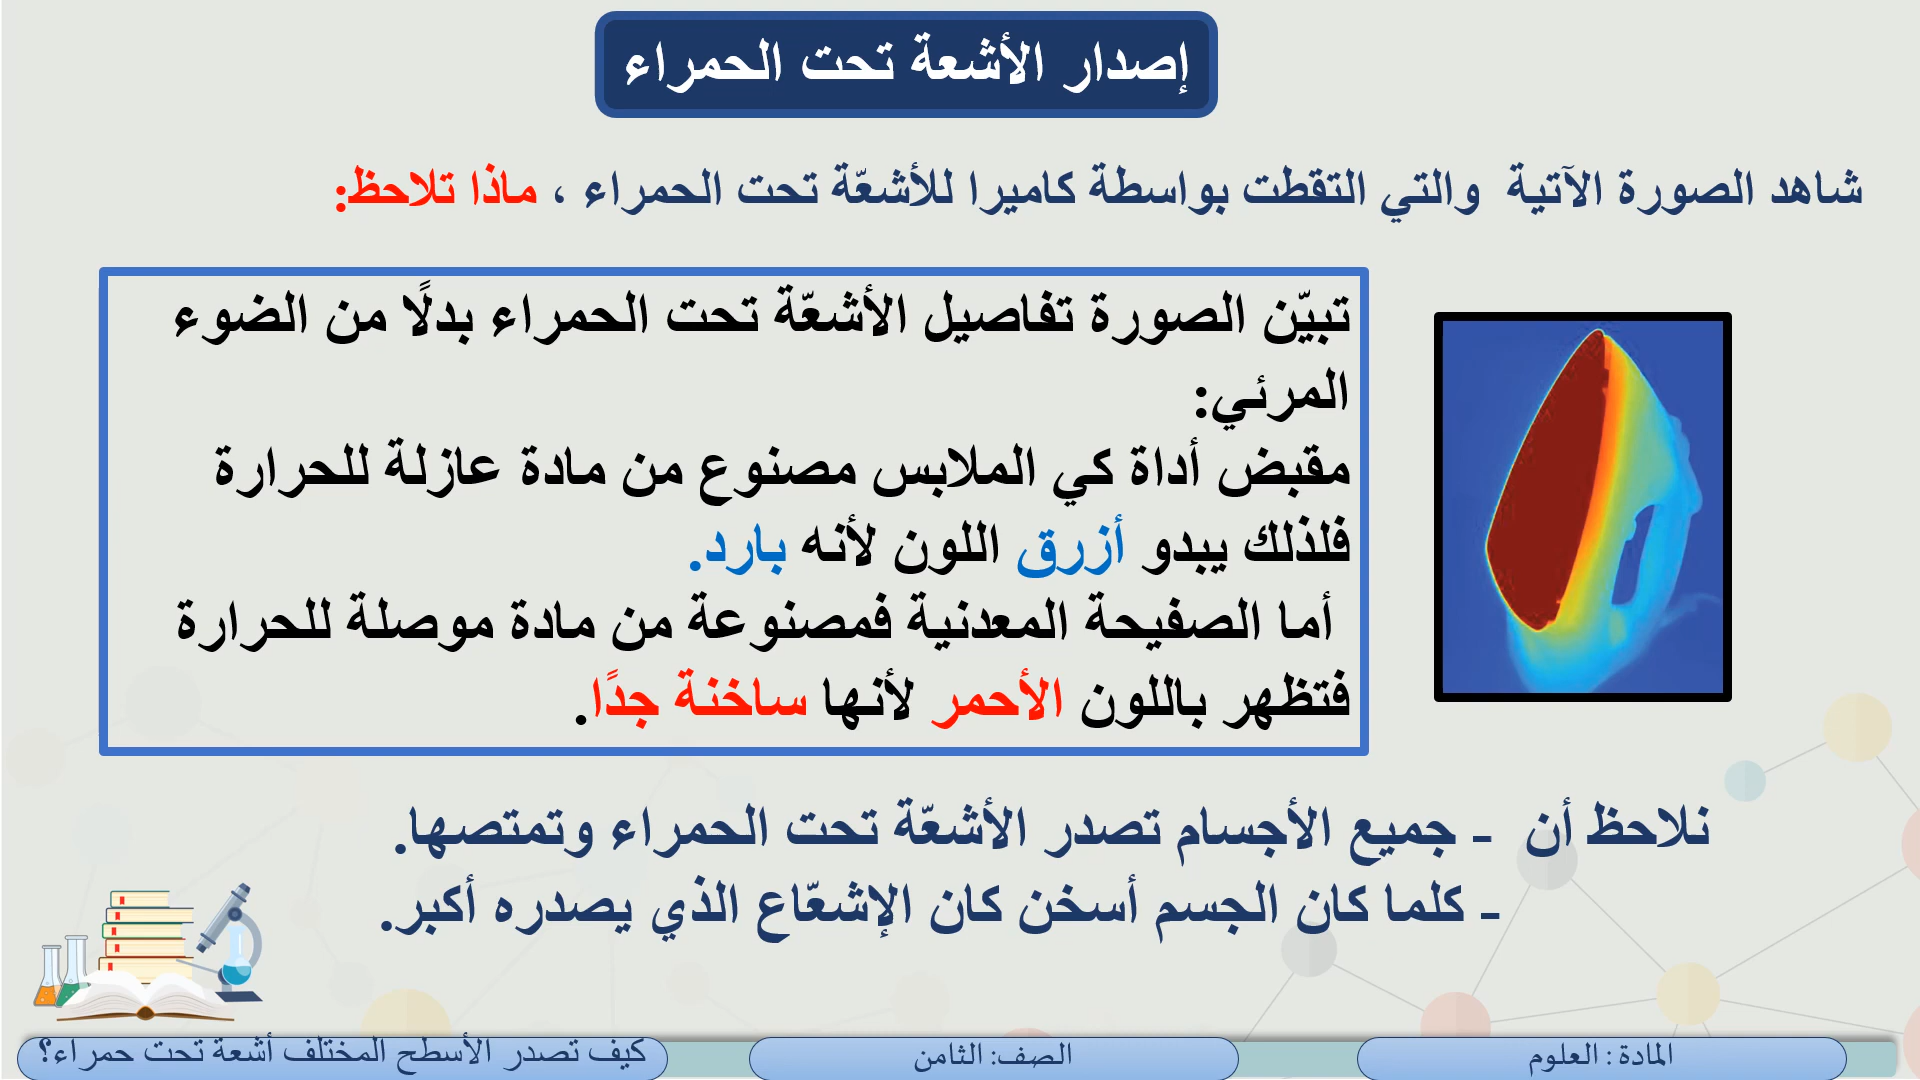 إصدار الأشعة تحت الحمراء
شاهد الصورة الآتية والتي التقطت بواسطة كاميرا للأشعّة تحت الحمراء ، ماذا تلاحظ:
تبيّن الصورة تفاصيل الأشعّة تحت الحمراء بدلًا من الضوء
المرئي:
مقبض أداة كي الملابس مصنوع من مادة عازلة للحرارة
فلذلك يبدو أزرق اللون لأنه بارد.
أما الصفيحة المعدنية فمصنوعة من مادة موصلة للحرارة
فتظهر باللون الأحمر لأنها ساخنة جدًا.
نلاحظ أن - جميع الأجسام تصدر الأشعّة تحت الحمراء وتمتصها.
- كلما كان الجسم أسخن كان الإشعّاع الذي يصدره أكبر.
المادة : العلوم
الصف: الثامن
كيف تصدر الأسطح المختلف أشعة تحت حمراء؟